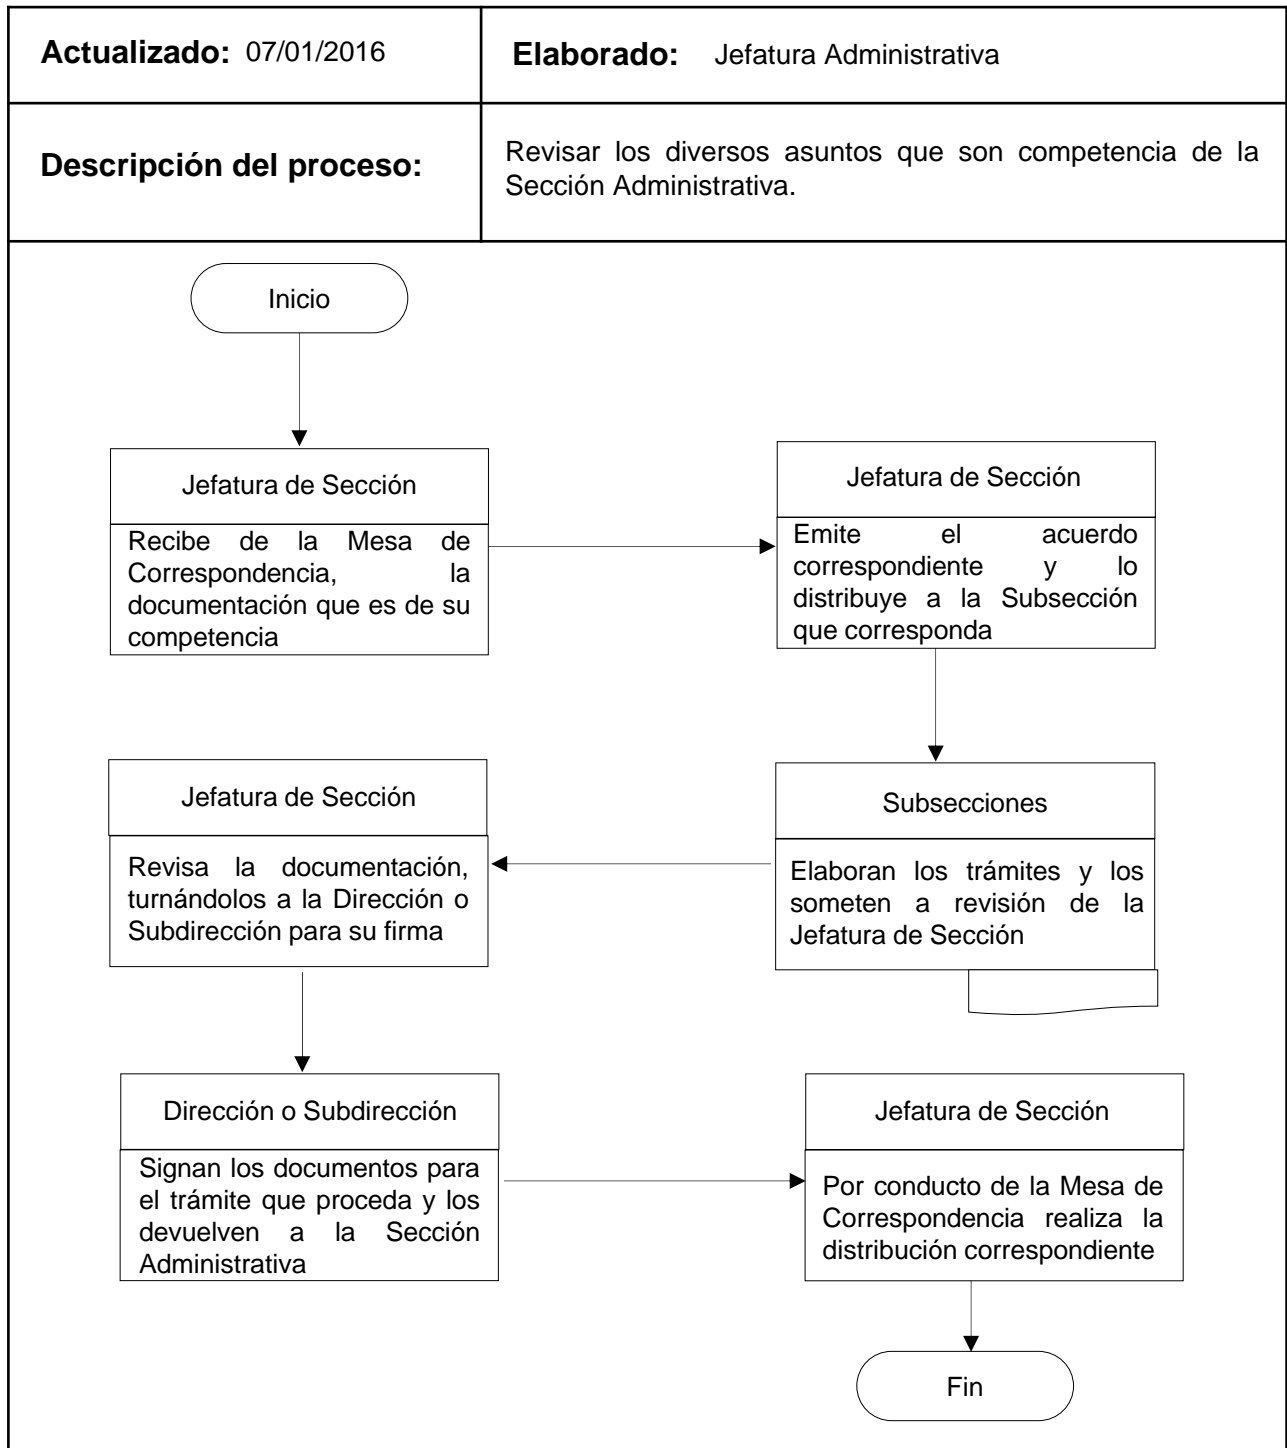 Actualizado: 07/01/2016
Elaborado: Jefatura Administrativa
Descripción del proceso:
Revisar los diversos asuntos que son competencia de la
Sección Administrativa.
Inicio
Jefatura de Sección
Recibe de la Mesa de
Correspondencia, la
documentación que es de su
competencia
Jefatura de Sección
Emite el acuerdo
correspondiente y lo
distribuye a la Subsección
que corresponda
Subsecciones
Elaboran los trámites y los
someten a revisión de la
Jefatura de Sección
Jefatura de Sección
Revisa la documentación,
turnándolos a la Dirección o
Subdirección para su firma
Dirección o Subdirección
Signan los documentos para
el trámite que proceda y los
devuelven a la Sección
Administrativa
Jefatura de Sección
Por conducto de la Mesa de
Correspondencia realiza la
distribución correspondiente
Fin